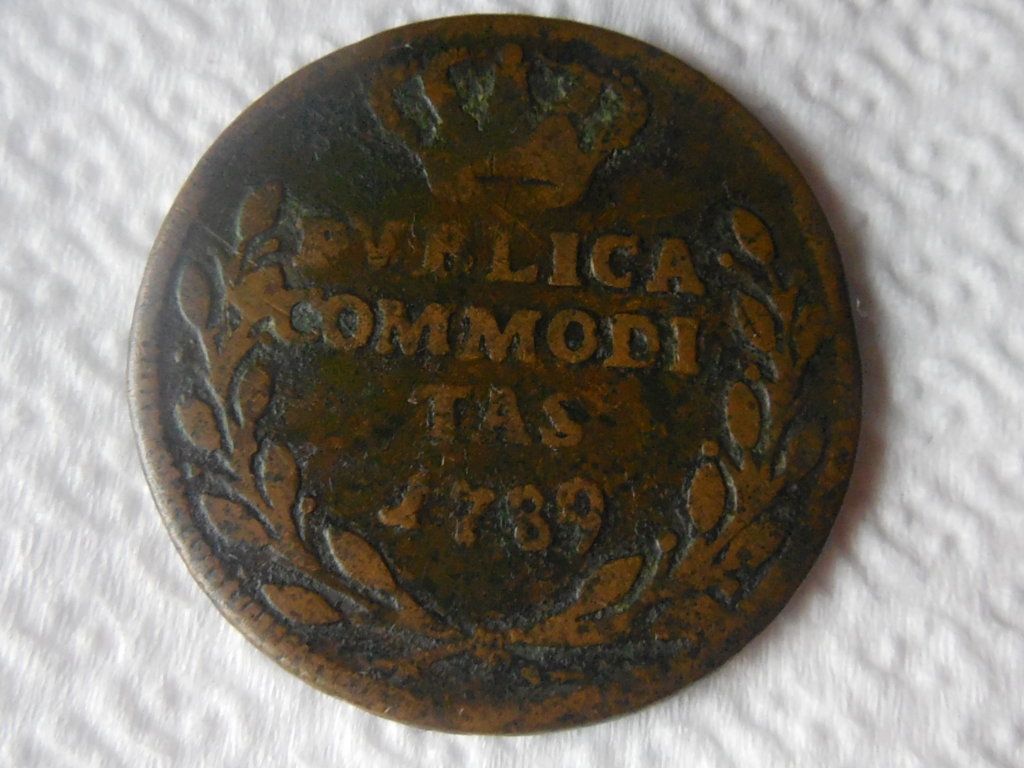 PVBLICA
COMMODI
TAS
1789